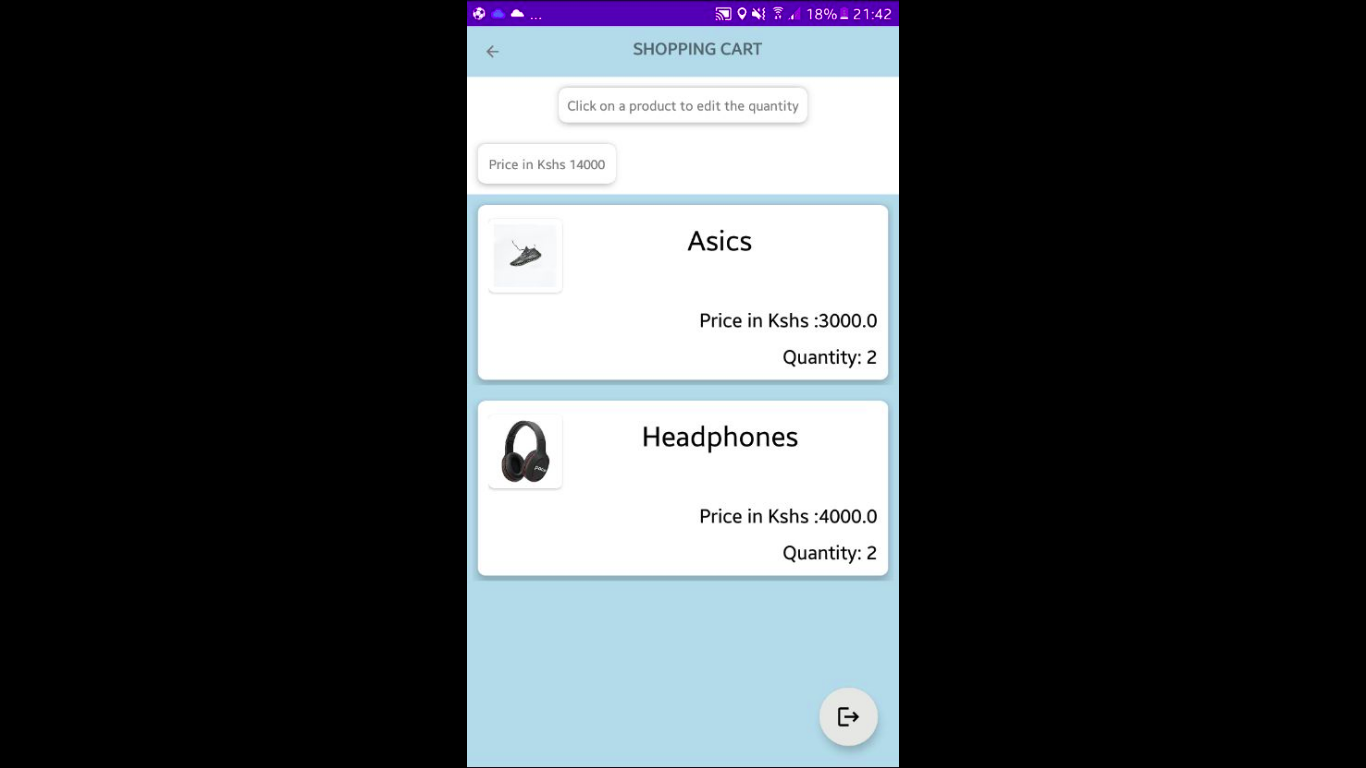 ... 18% 21:42
SHOPPING CART
Click on a product to edit the quantity
Price in Kshs 14000
Asics
Price in Kshs :3000.0
Quantity: 2
Headphones
Price in Kshs :4000.0
Quantity: 2